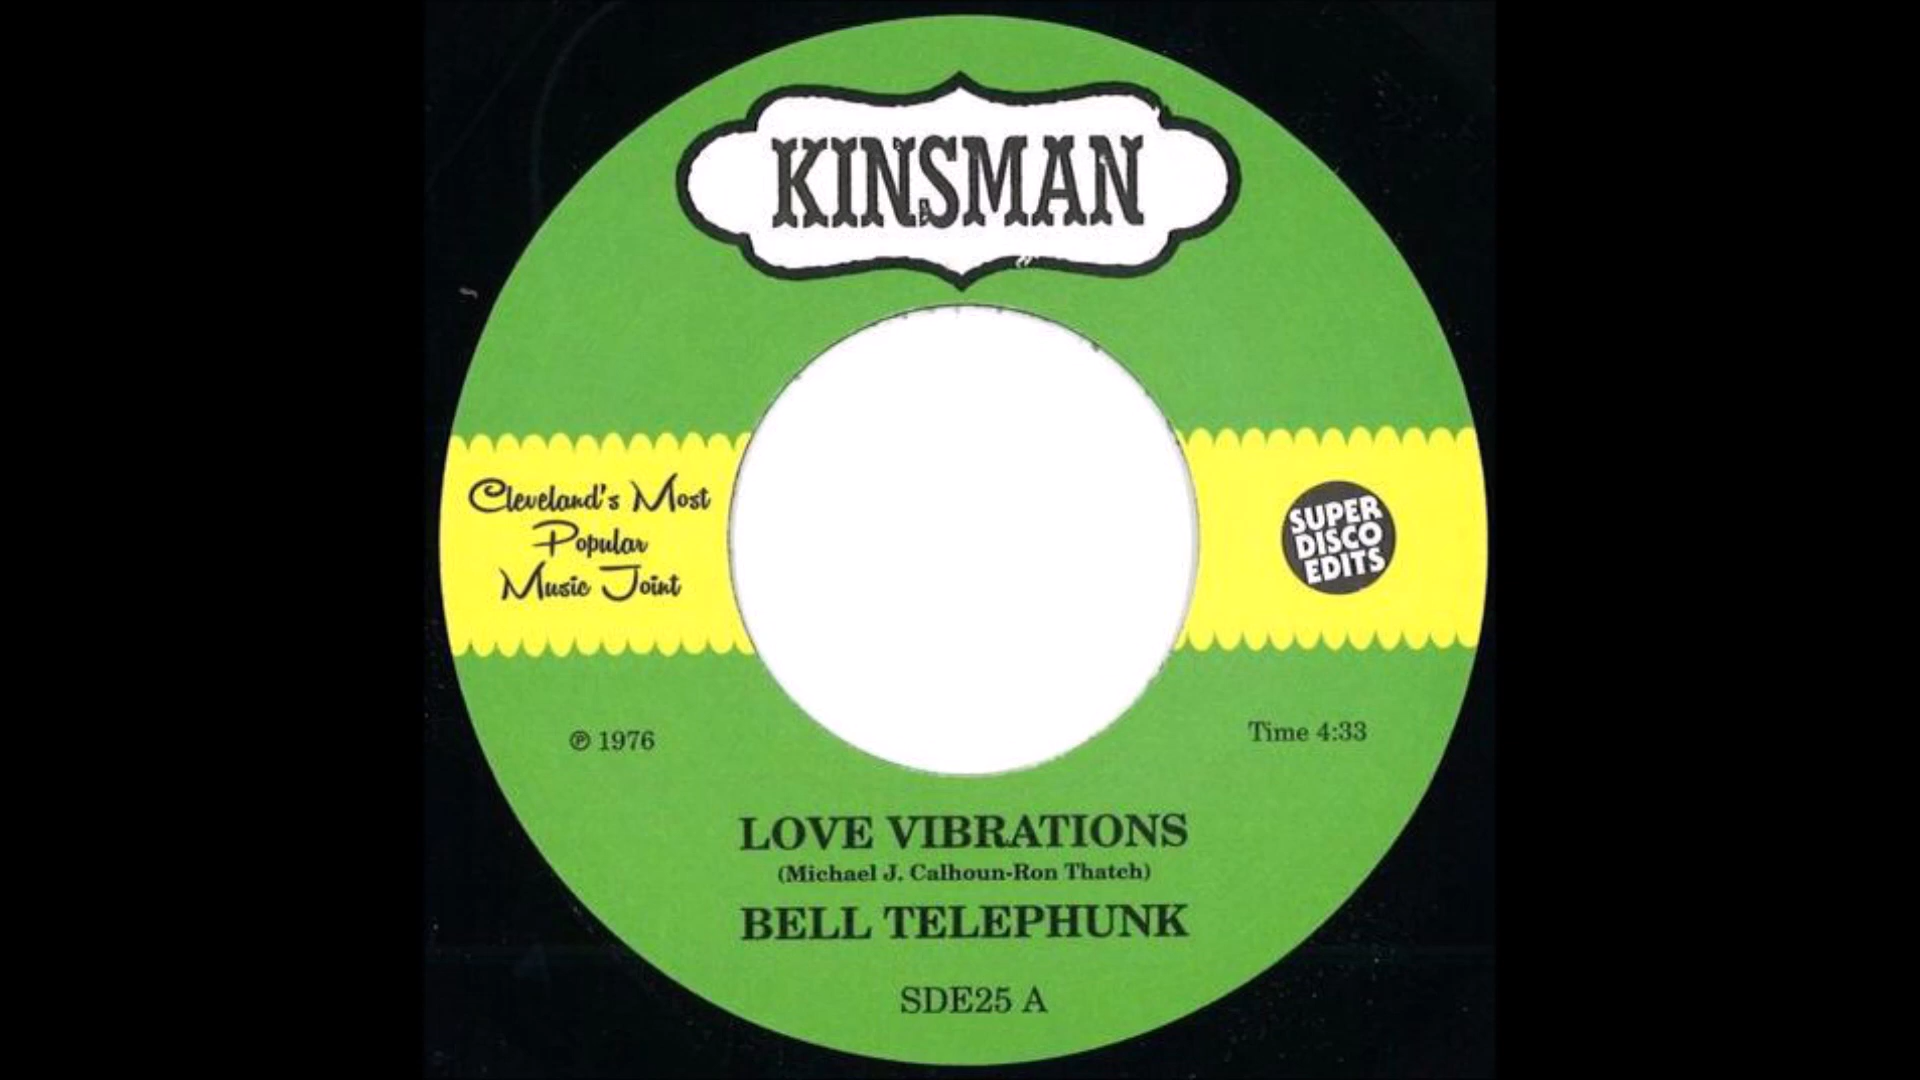 KINSMAN
Cleveland's Most
Popular
Music Joint
SUPER
DISCO
EDITS
℗ 1976
Time 4:33
LOVE VIBRATIONS
(Michael J. Calhoun-Ron Thatch)
BELL TELEPHUNK
SDE25 A